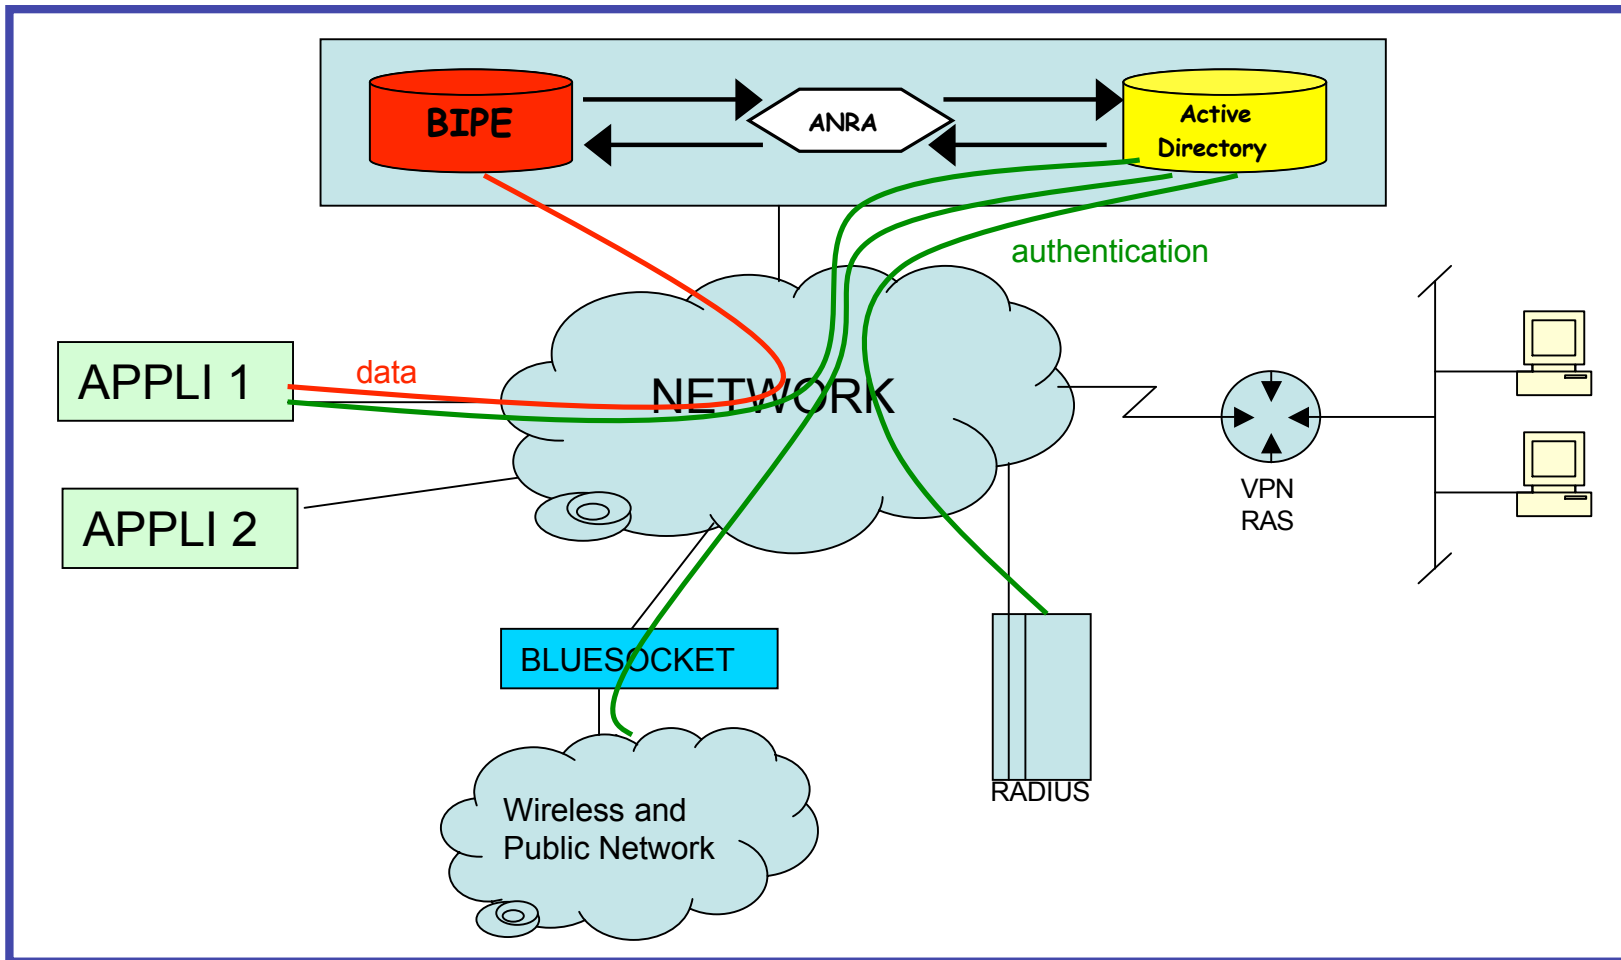 BIPE
ANRA
Active
Directory
authentication
APPLI 1
data
NETWORK
APPLI 2
VPN
RAS
BLUESOCKET
RADIUS
Wireless and
Public Network